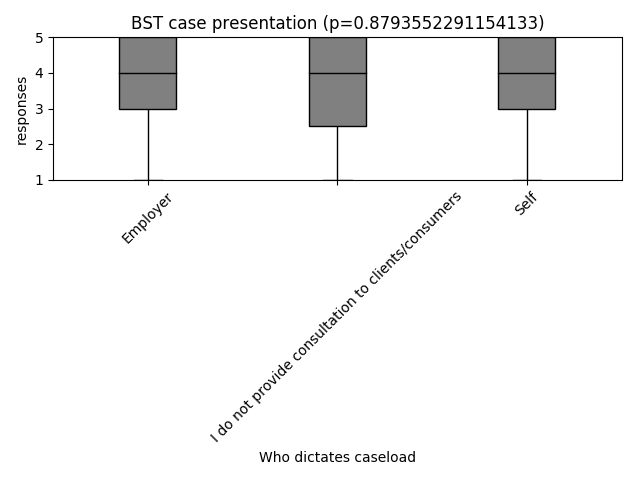 BST case presentation (p=0.8793552291154133)
5
4
3
2
1
responses
Employer
I do not provide consultation to clients/consumers
Self
Who dictates caseload